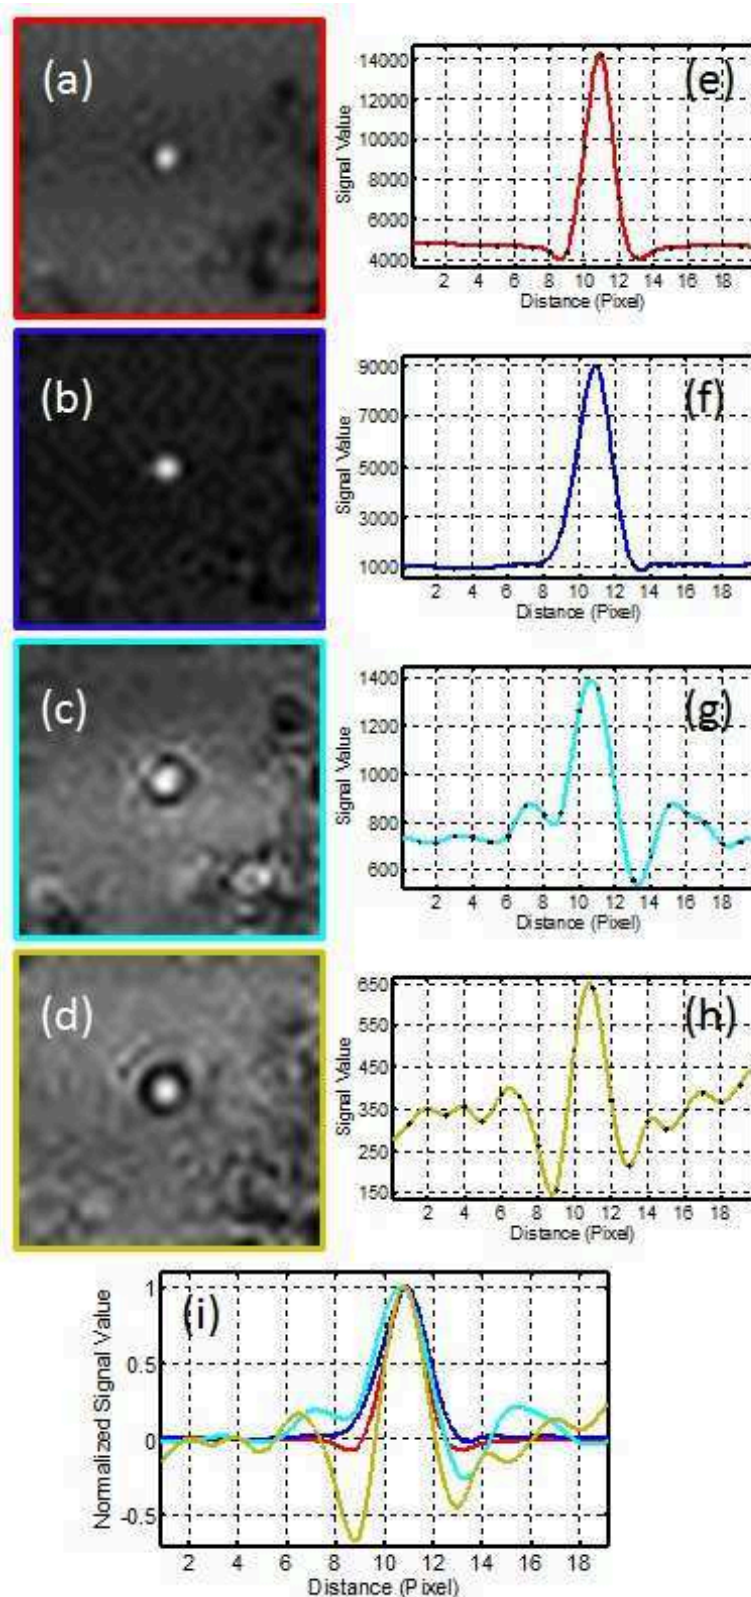 (a)
(e)
14000
12000
10000
8000
6000
4000
Signal Value
2 4 6 8 10 12 14 16 18
Distance (Pixel)
(b)
(f)
9000
7000
5000
3000
1000
Signal Value
2 4 6 8 10 12 14 16 18
Distance (Pixel)
(c)
(g)
1400
1200
1000
800
600
Signal Value
2 4 6 8 10 12 14 16 18
Distance (Pixel)
(d)
(h)
650
550
450
350
250
150
Signal Value
2 4 6 8 10 12 14 16 18
Distance (Pixel)
(i)
1
0.5
0
-0.5
Normalized Signal Value
2 4 6 8 10 12 14 16 18
Distance (Pixel)